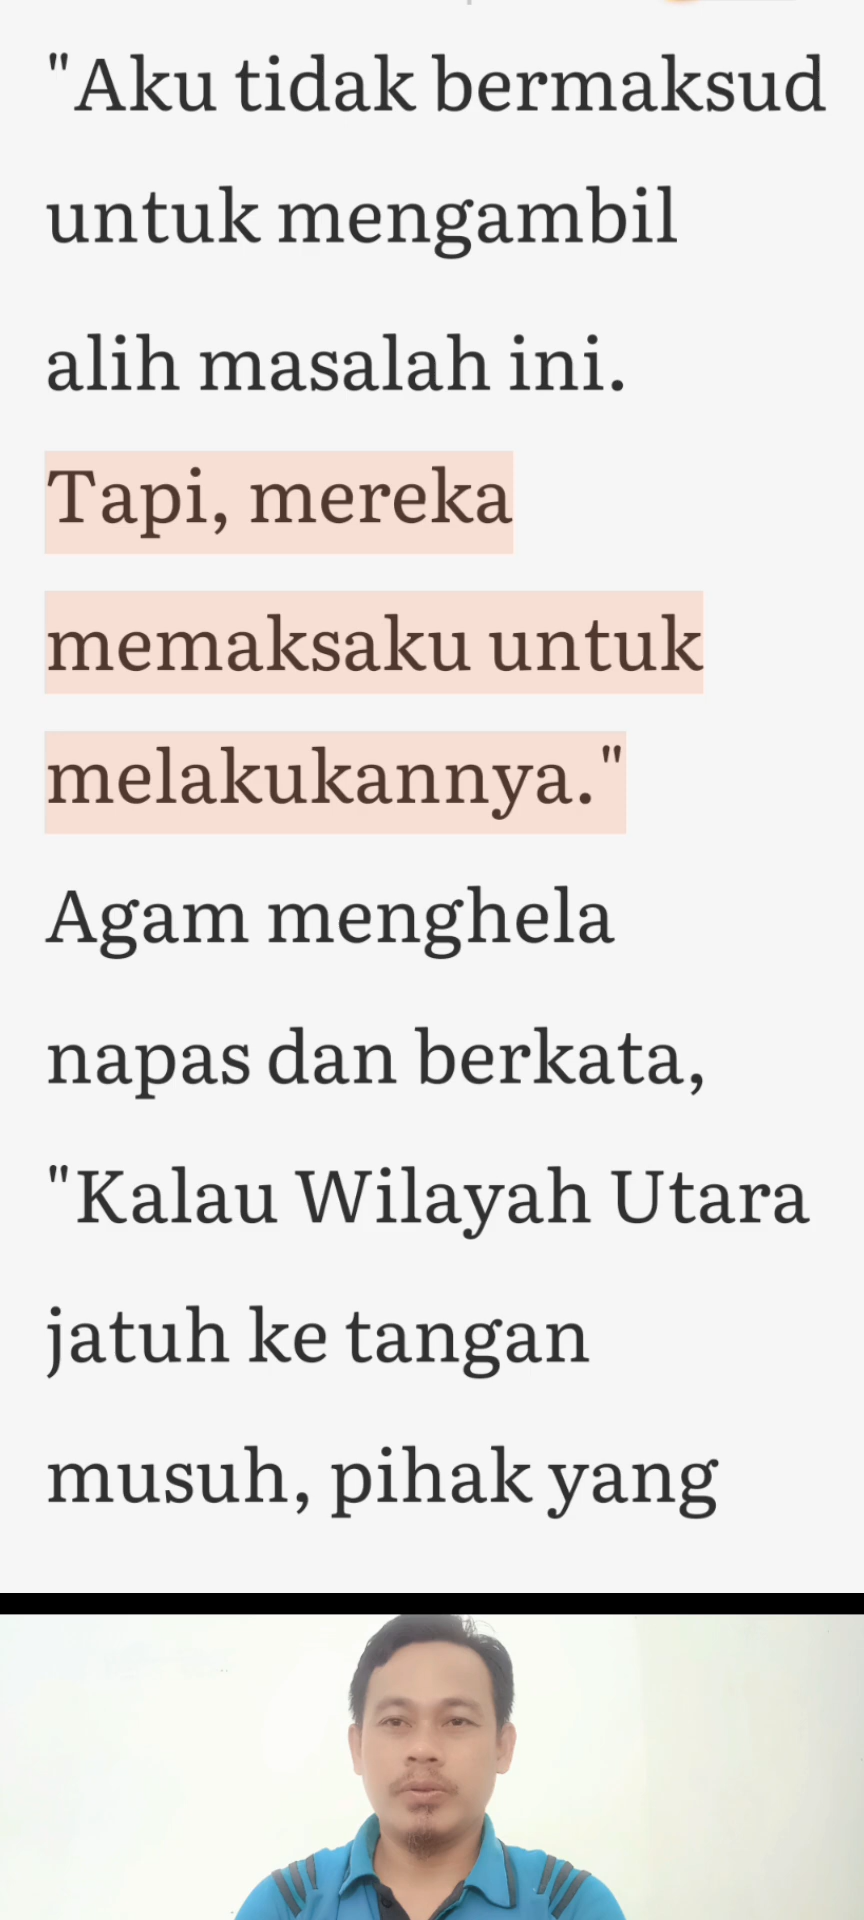 "Aku tidak bermaksud
untuk mengambil
alih masalah ini.
Tapi, mereka
memaksaku untuk
melakukannya."
Agam menghela
napas dan berkata,
"Kalau Wilayah Utara
jatuh ke tangan
musuh, pihak yang